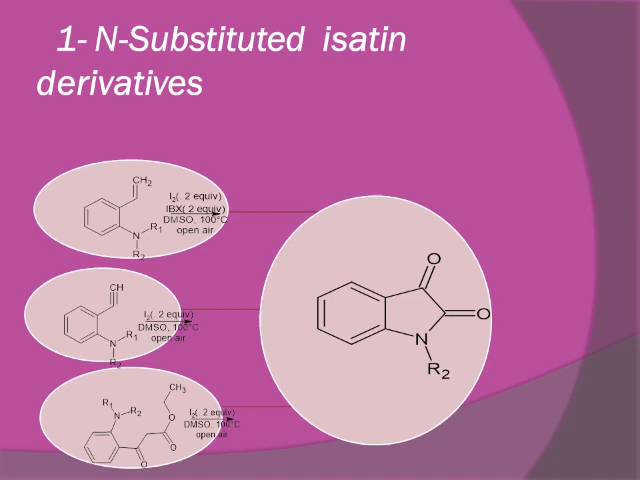 1- N-Substituted isatin
derivatives
CH₂
N
R₁
R₂
I₂(. 2 equiv)
IBX( 2 equiv)
DMSO, 100°C
open air
CH
N
R₁
R₂
I₂(. 2 equiv)
DMSO, 100°C
open air
R₁
N
R₂
CH₃
O
O
O
I₂(. 2 equiv)
DMSO, 100°C
open air
O
O
N
R₂